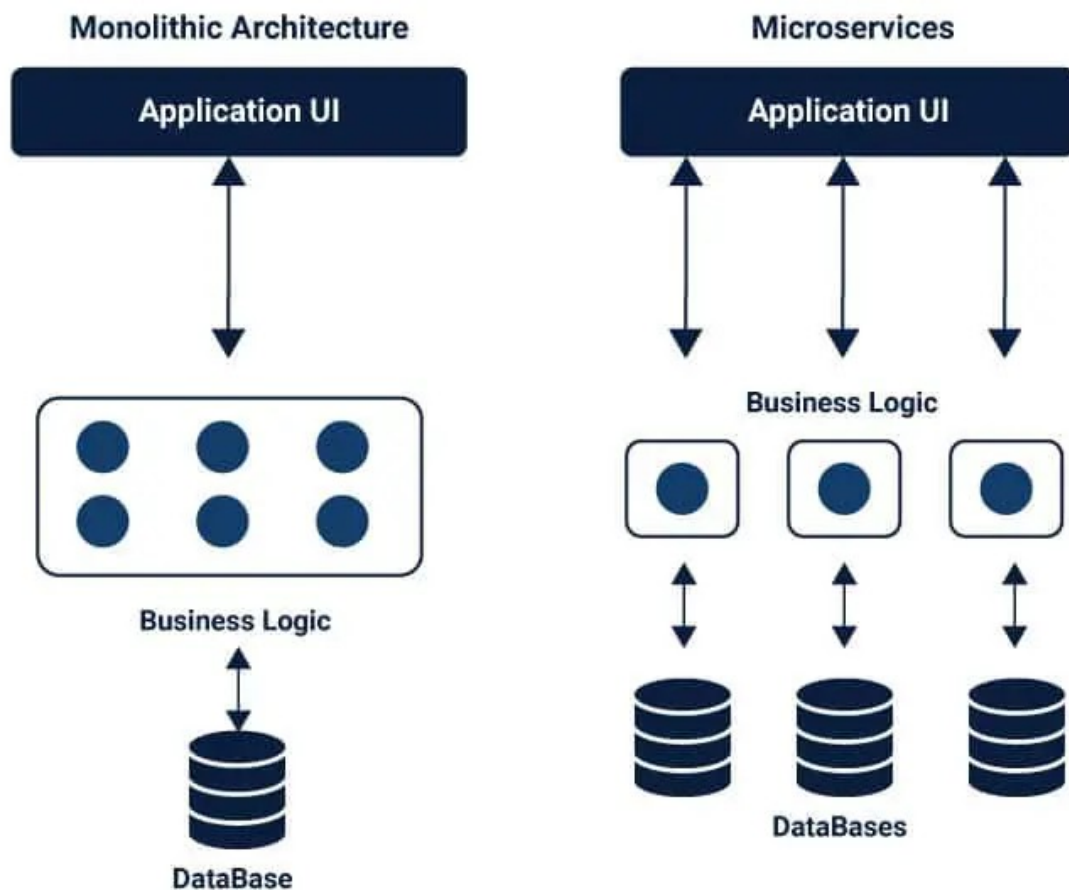 Monolithic Architecture
Application UI
Business Logic
DataBase
Microservices
Application UI
Business Logic
DataBases